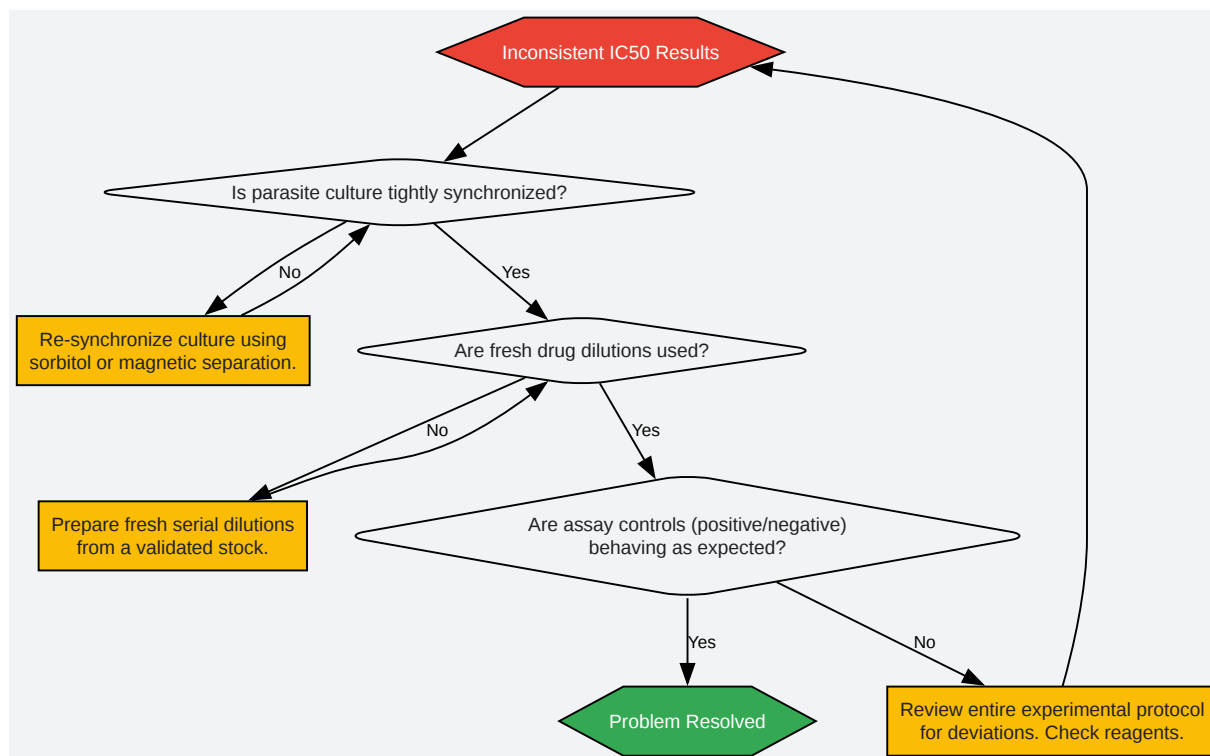 Inconsistent IC50 Results
Is parasite culture tightly synchronized?
No
Yes
Re-synchronize culture using
sorbitol or magnetic separation.
Are fresh drug dilutions used?
No
Yes
Prepare fresh serial dilutions
from a validated stock.
Are assay controls (positive/negative)
behaving as expected?
Yes
No
Problem Resolved
Review entire experimental protocol
for deviations. Check reagents.